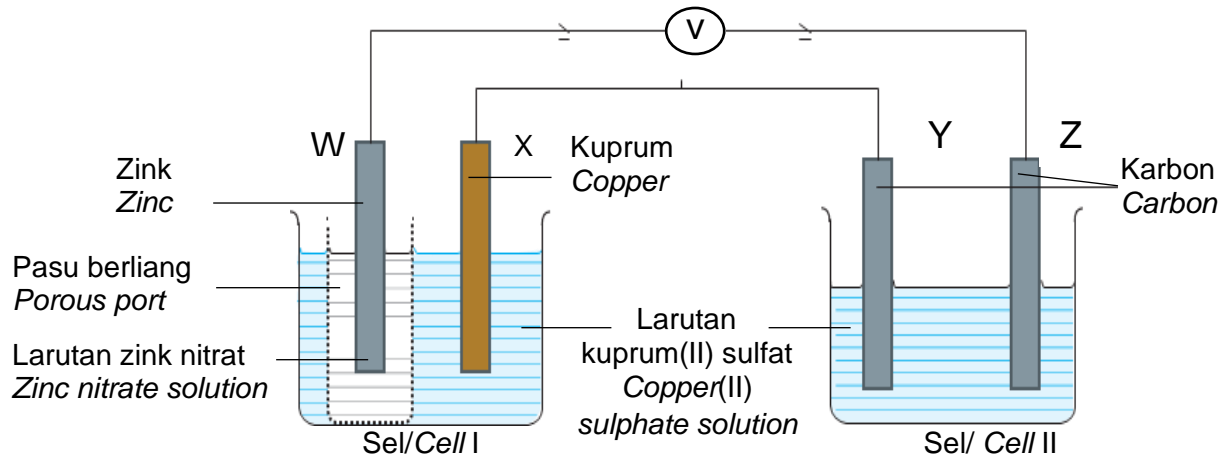 V
W
X
Y
Z
Zink
Zinc
Kuprum
Copper
Karbon
Carbon
Pasu berliang
Porous port
Larutan zink nitrat
Zinc nitrate solution
Larutan
kuprum(II) sulfat
Copper(II)
sulphate solution
Sel/Cell I
Sel/ Cell II